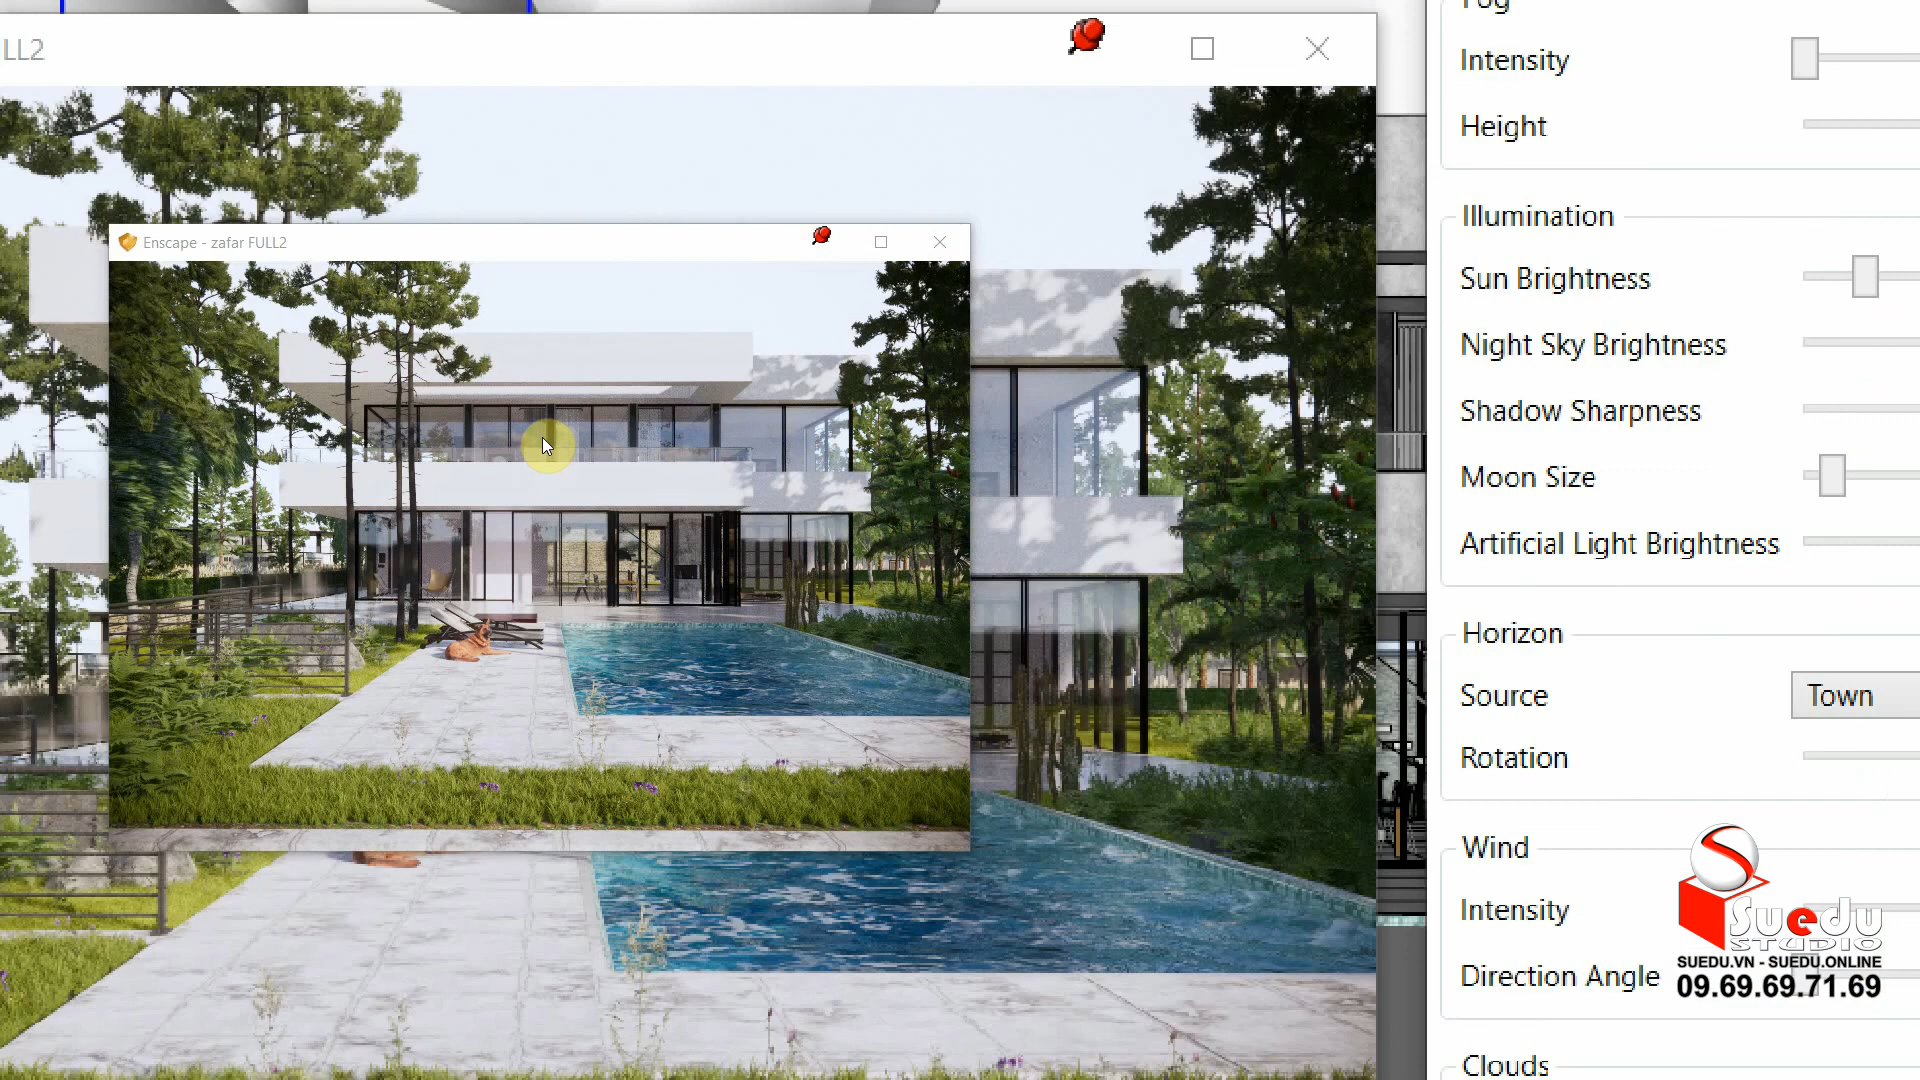 LL2
Enscape - zafar FULL2
Fog
Intensity
Height
Illumination
Sun Brightness
Night Sky Brightness
Shadow Sharpness
Moon Size
Artificial Light Brightness
Horizon
Source
Town
Rotation
Wind
Intensity
Direction Angle
Clouds
S
Suedu
STUDIO
SUEDU.VN - SUEDU.ONLINE
09.69.69.71.69